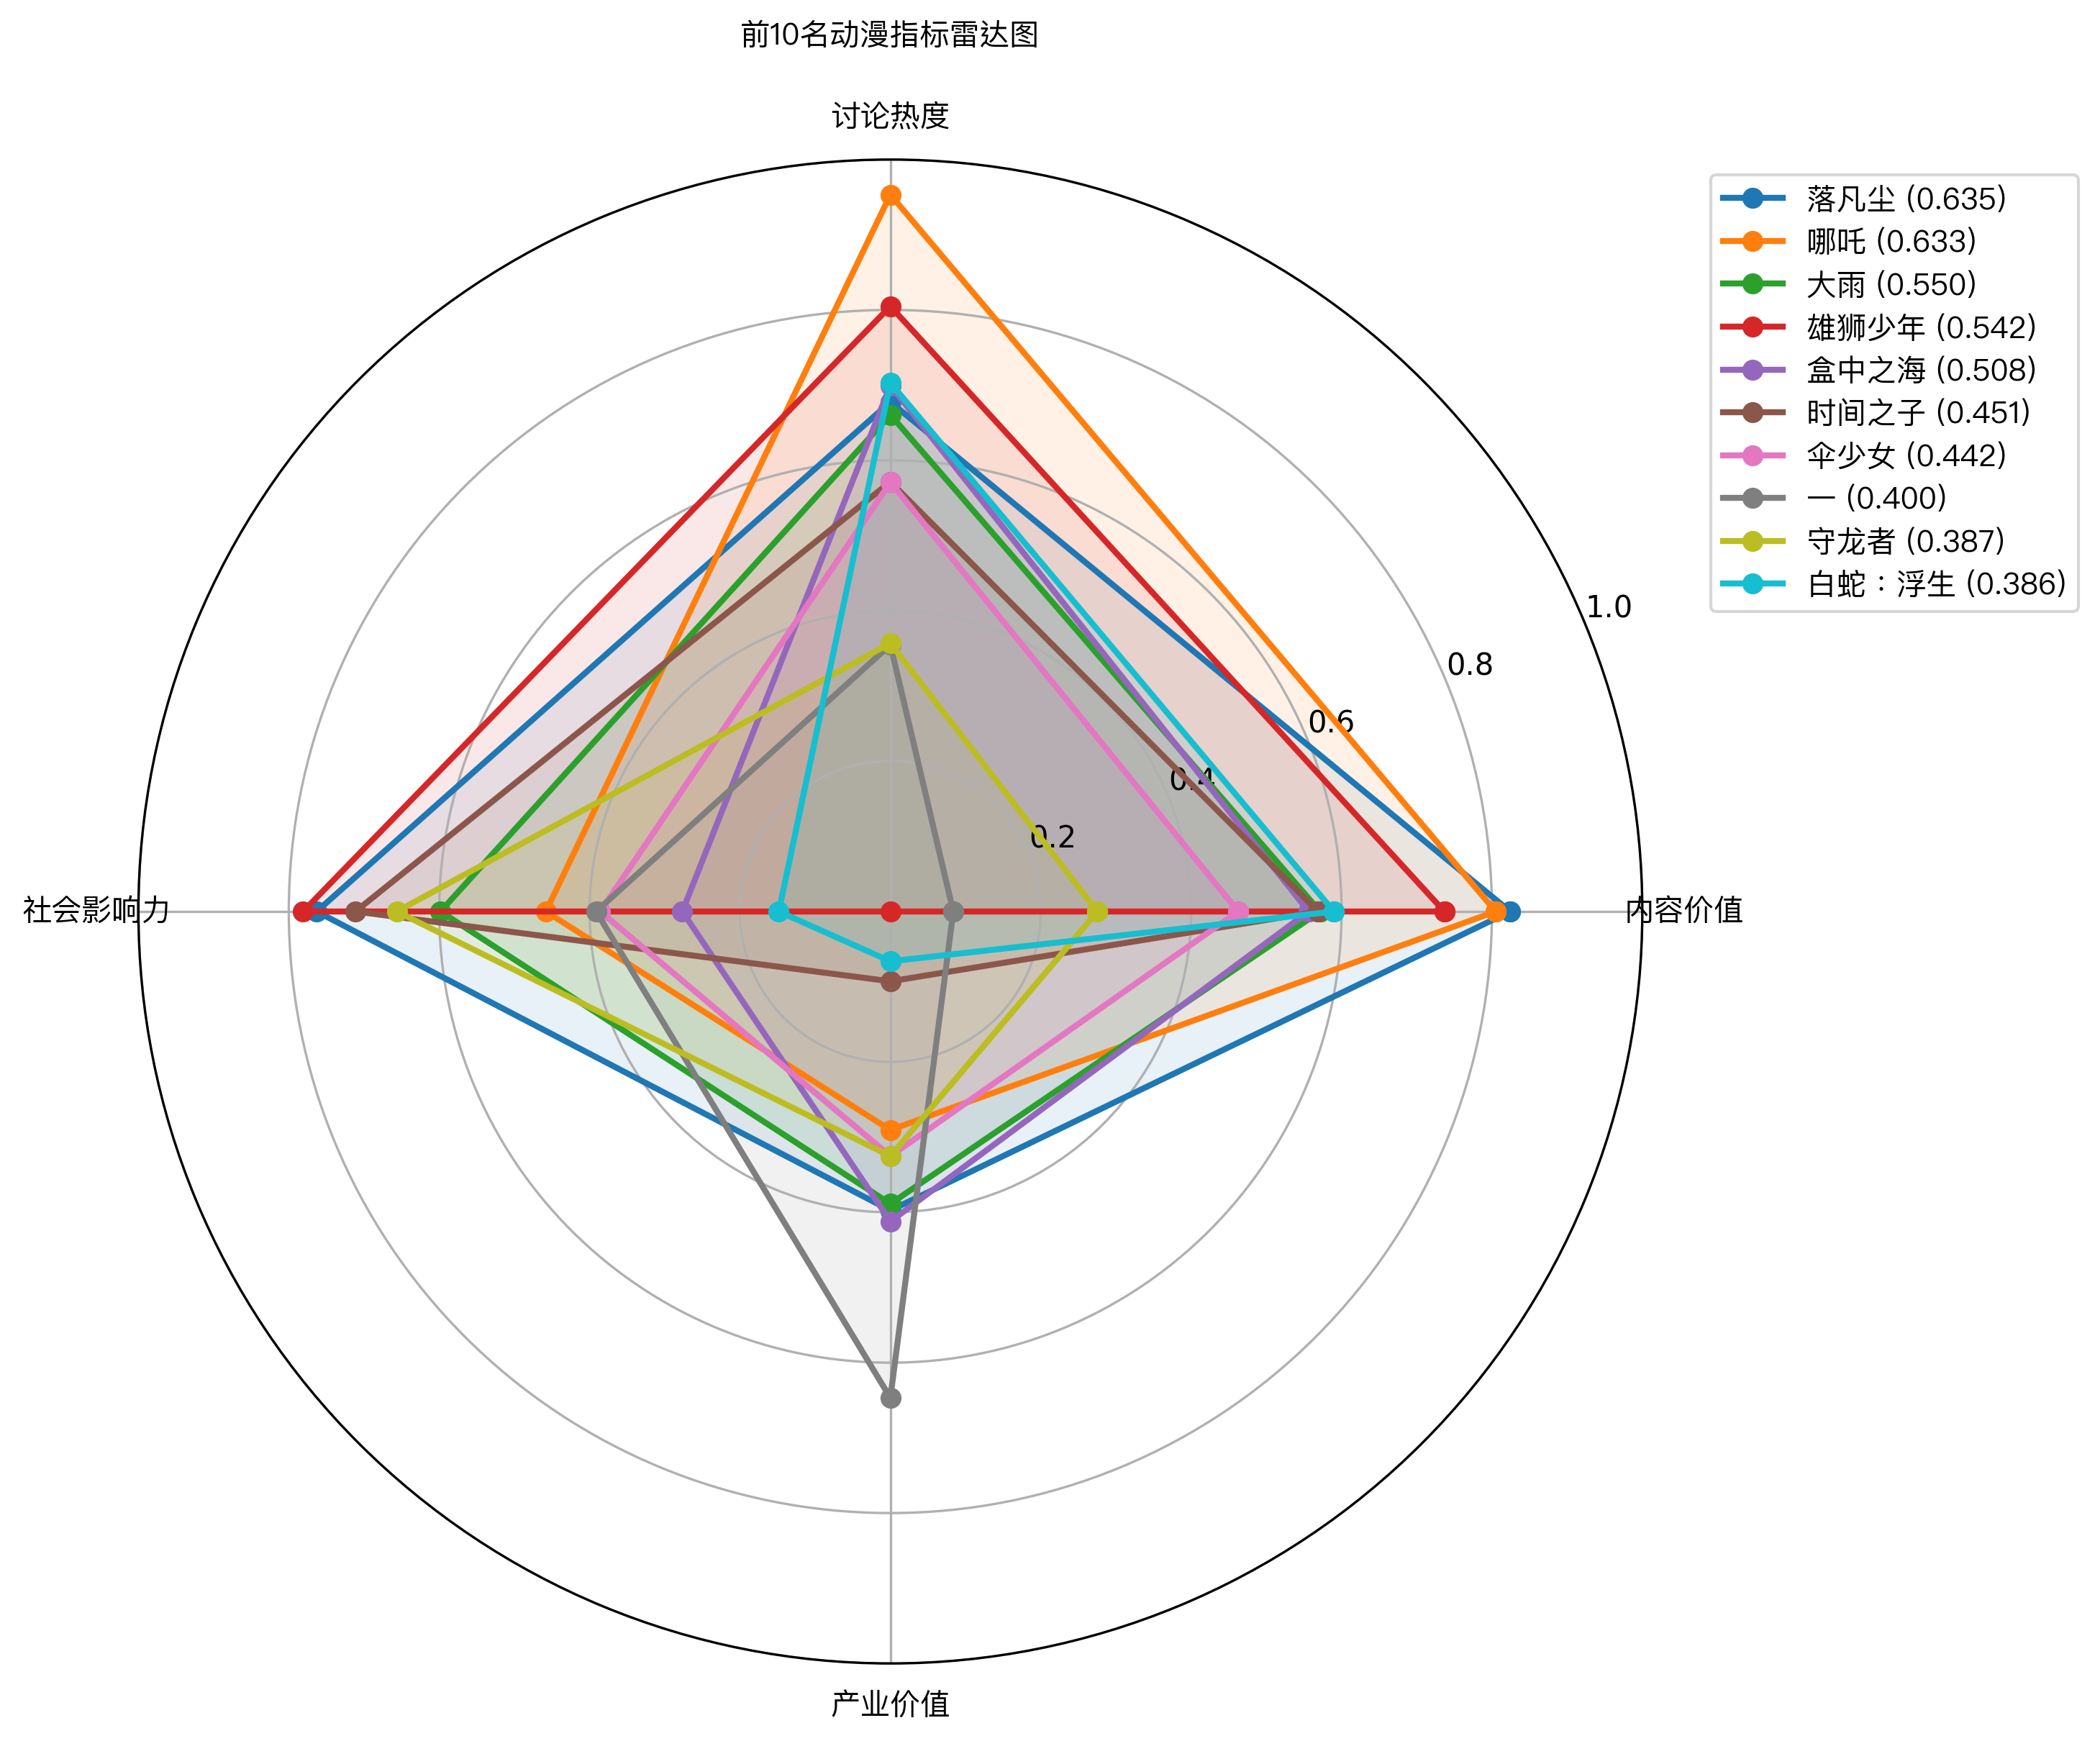 前10名动漫指标雷达图
讨论热度
落凡尘 (0.635)
哪吒 (0.633)
大雨 (0.550)
雄狮少年 (0.542)
盒中之海 (0.508)
时间之子 (0.451)
伞少女 (0.442)
一 (0.400)
守龙者 (0.387)
白蛇：浮生 (0.386)
1.0
0.8
0.6
0.4
0.2
社会影响力
内容价值
产业价值